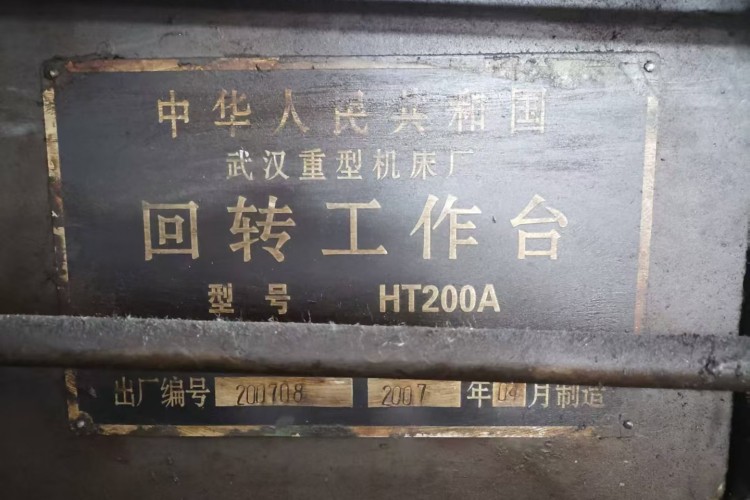 中华人民共和国
武汉重型机床厂
回转工作台
型号 HT200A
出厂编号 200708 2007 年 04 月制造